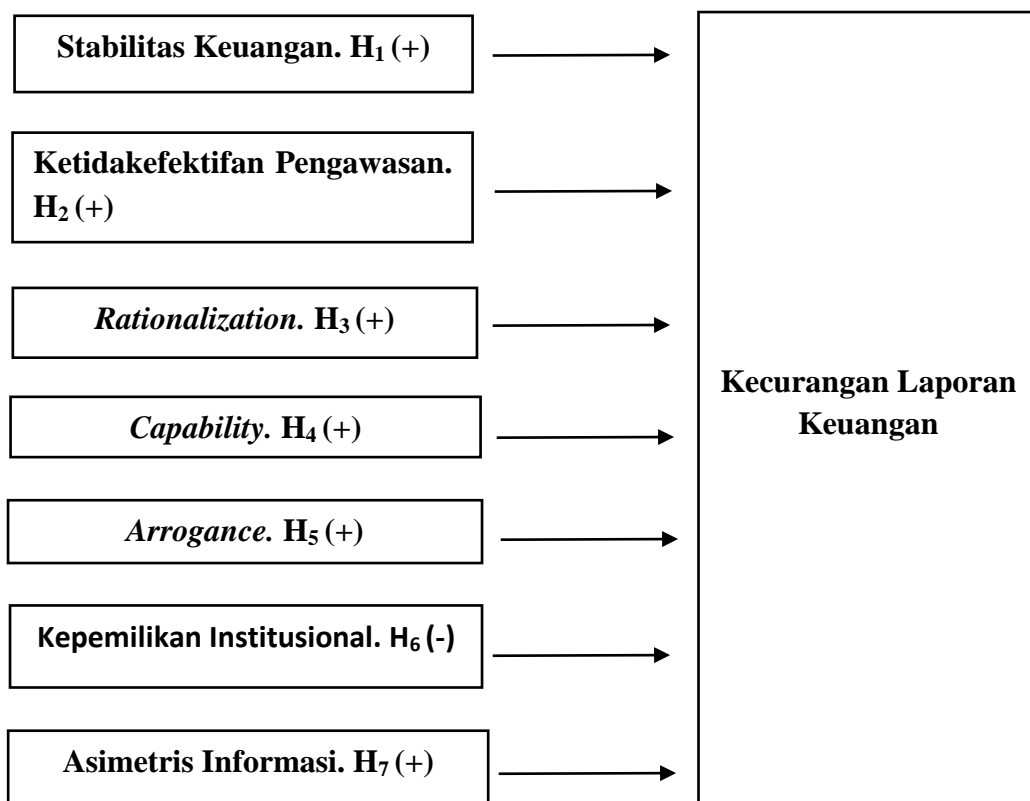 Stabilitas Keuangan. H₁ (+)
Ketidakefektifan Pengawasan.
H₂ (+)
Rationalization. H₃ (+)
Capability. H₄ (+)
Arrogance. H₅ (+)
Kepemilikan Institusional. H₆ (-)
Asimetris Informasi. H₇ (+)
Kecurangan Laporan
Keuangan